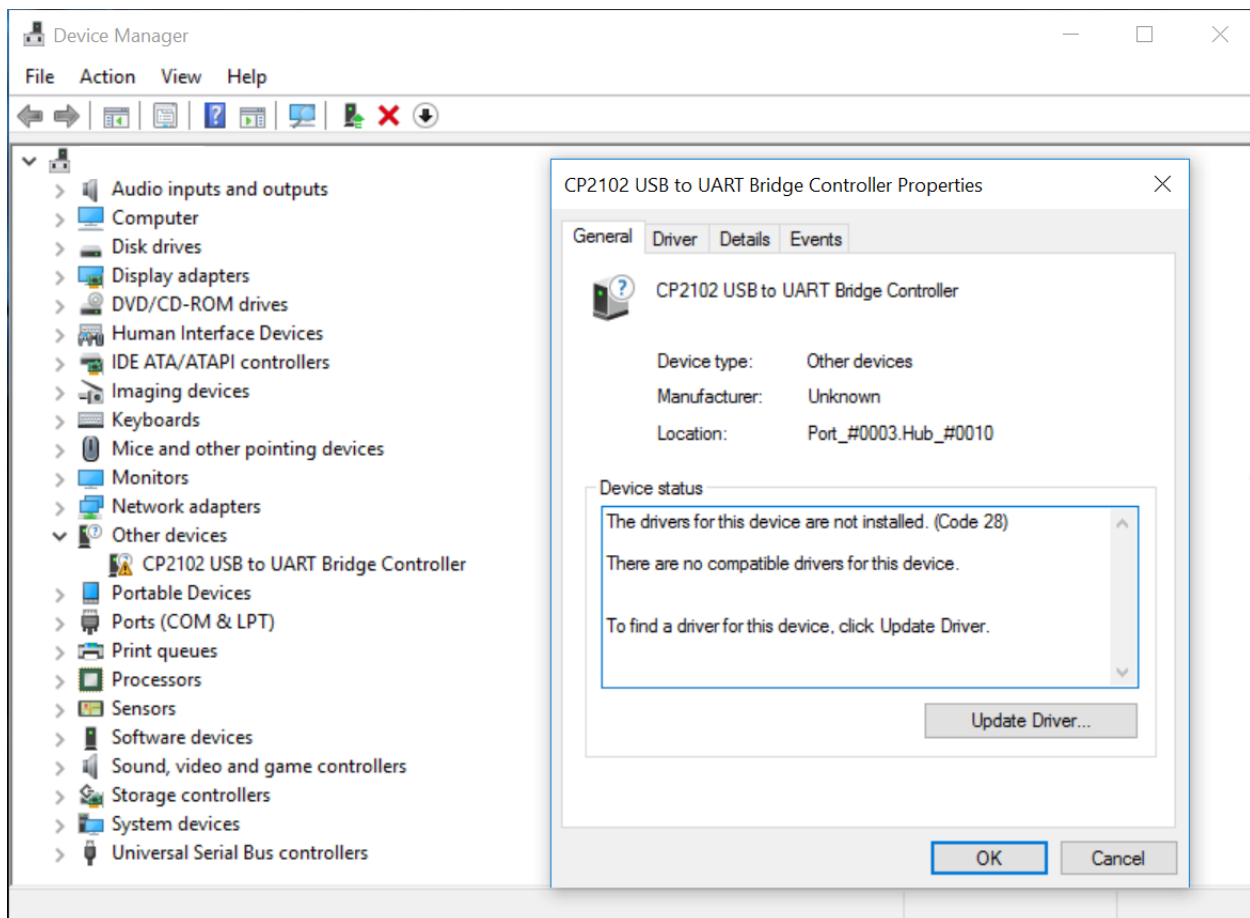 Device Manager
File Action View Help
Audio inputs and outputs
Computer
Disk drives
Display adapters
DVD/CD-ROM drives
Human Interface Devices
IDE ATA/ATAPI controllers
Imaging devices
Keyboards
Mice and other pointing devices
Monitors
Network adapters
Other devices
CP2102 USB to UART Bridge Controller
Portable Devices
Ports (COM & LPT)
Print queues
Processors
Sensors
Software devices
Sound, video and game controllers
Storage controllers
System devices
Universal Serial Bus controllers
CP2102 USB to UART Bridge Controller Properties
General Driver Details Events
CP2102 USB to UART Bridge Controller
Device type: Other devices
Manufacturer: Unknown
Location: Port_#0003.Hub_#0010
Device status
The drivers for this device are not installed. (Code 28)
There are no compatible drivers for this device.
To find a driver for this device, click Update Driver.
Update Driver...
OK Cancel